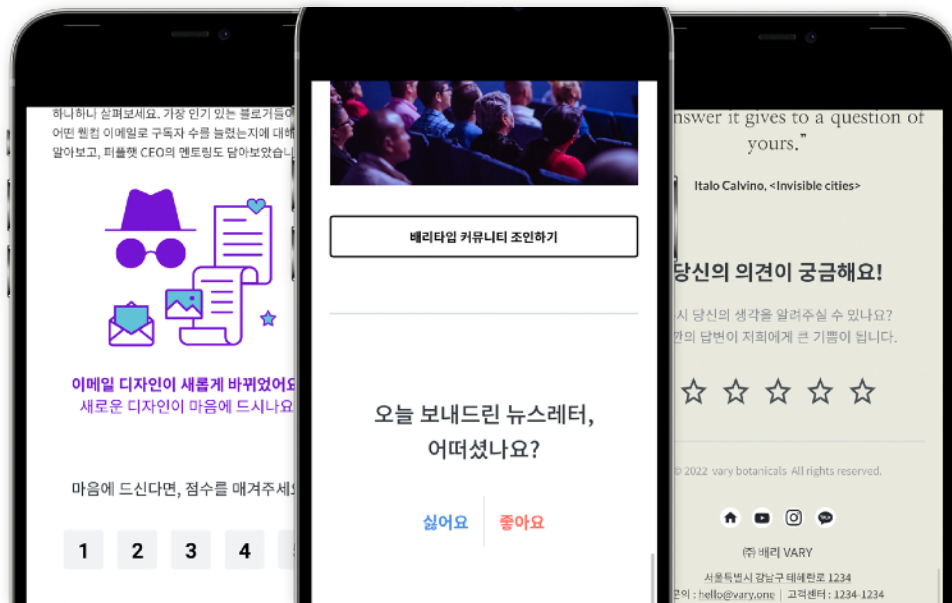 하나하나 살펴보세요. 가장 인기 있는 블로거들이
어떤 웰컴 이메일로 구독자 수를 늘렸는지에 대해
알아보고, 피플햇 CEO의 멘토링도 담아보았습니
이메일 디자인이 새롭게 바뀌었어요
새로운 디자인이 마음에 드시나요
마음에 드신다면, 점수를 매겨주세요
1 2 3 4
배리타임 커뮤니티 조인하기
오늘 보내드린 뉴스레터,
어떠셨나요?
싫어요 좋아요
nswer it gives to a question of
yours.”
Italo Calvino, <Invisible cities>
당신의 의견이 궁금해요!
시 당신의 생각을 알려주실 수 있나요?
의 답변이 저희에게 큰 기쁨이 됩니다.
© 2022 vary botanicals All rights reserved.
㈜ 배리 VARY
서울특별시 강남구 테헤란로 1234
문의 : hello@vary.one | 고객센터 : 1234-1234